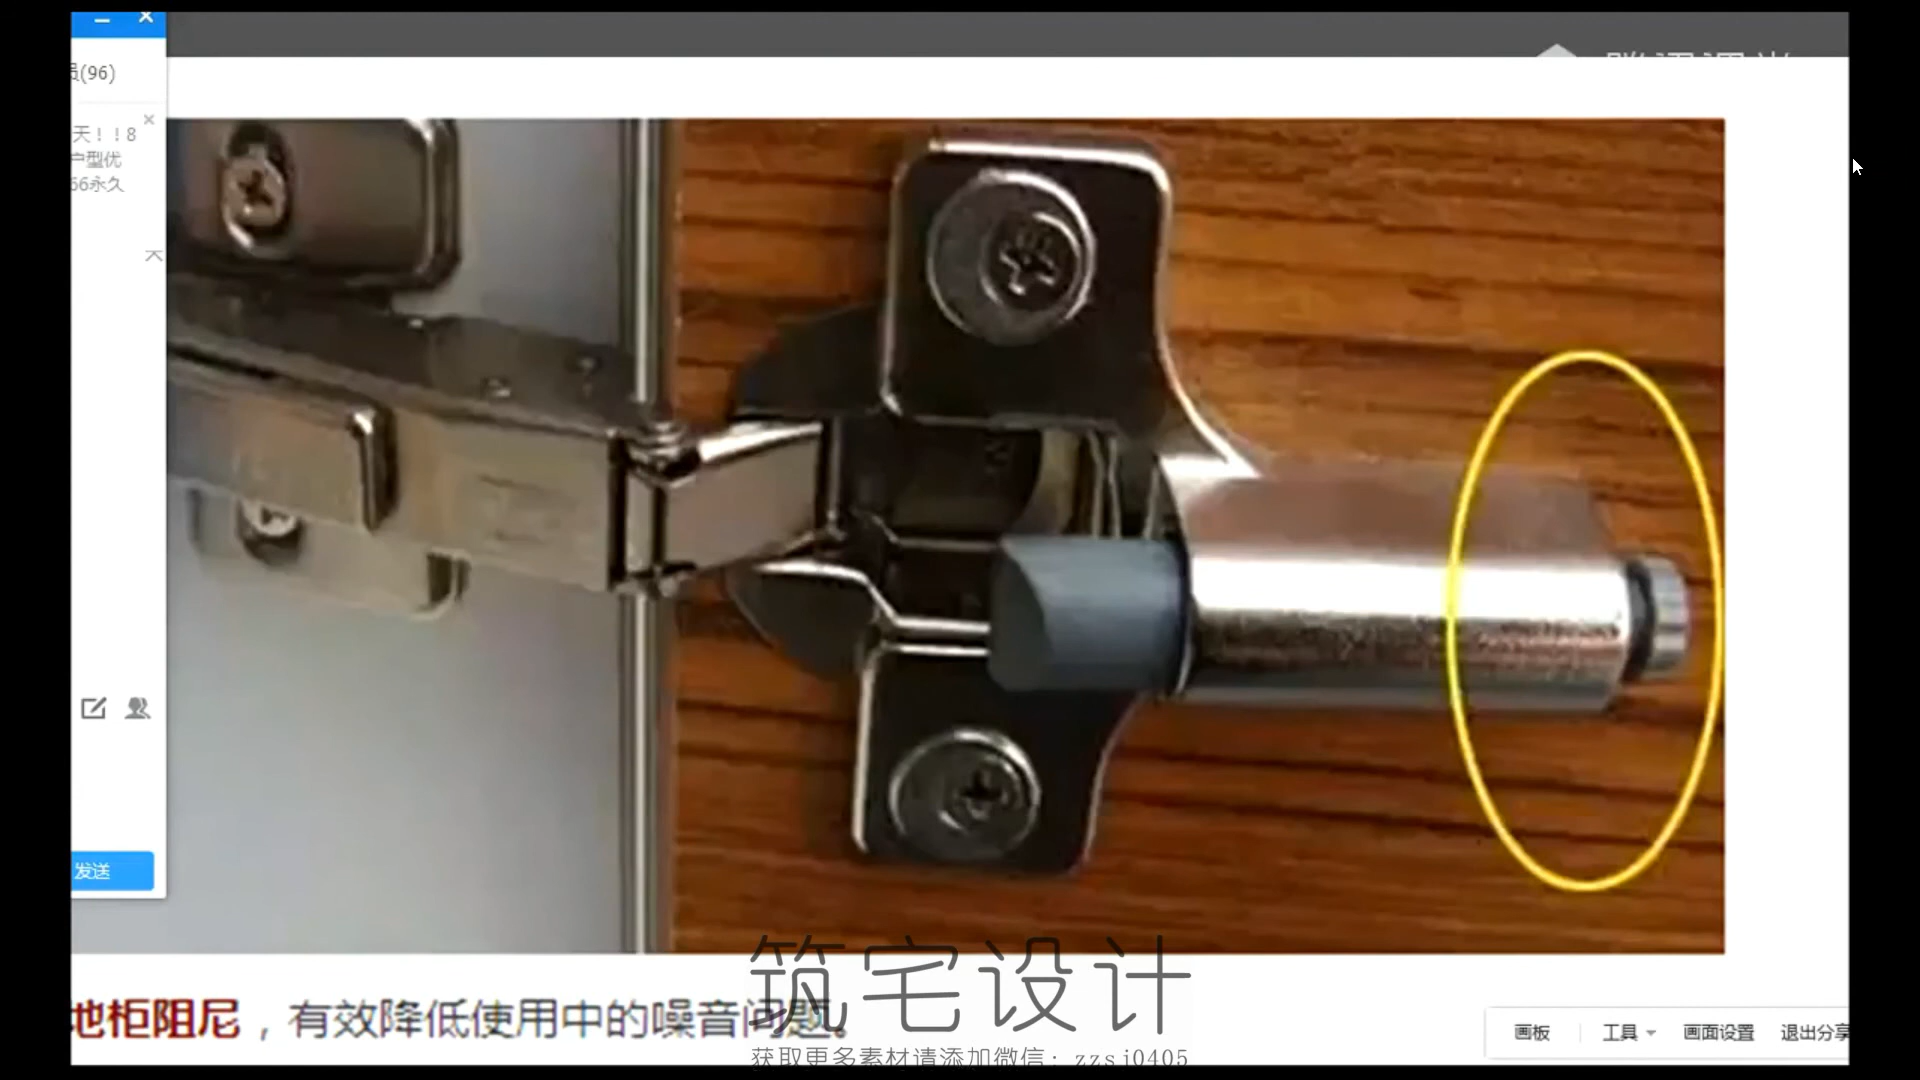 (96)
天！！8
户型优
66永久
发送
地柜阻尼，有效降低使用中的噪音问题。
筑宅设计
获取更多素材请添加微信：zzsj0405
画板
工具
画面设置
退出分享